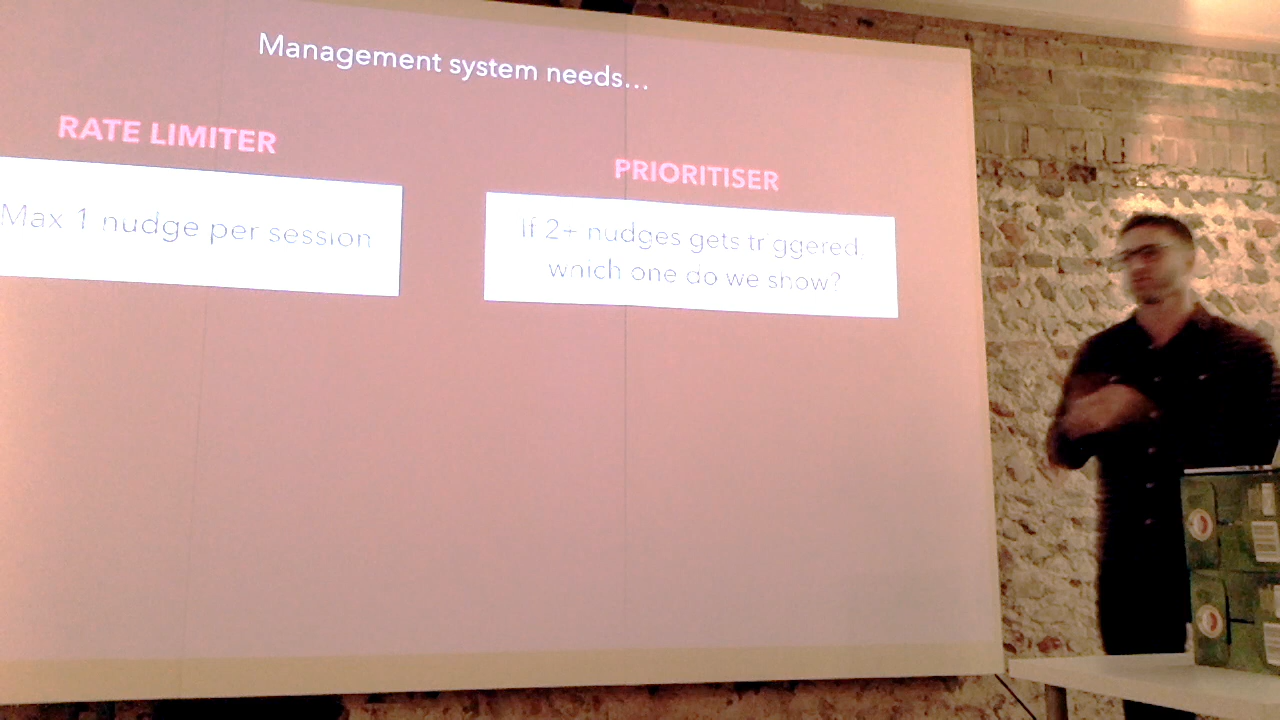 Management system needs...
RATE LIMITER
Max 1 nudge per session
PRIORITISER
If 2+ nudges gets triggered,
which one do we show?